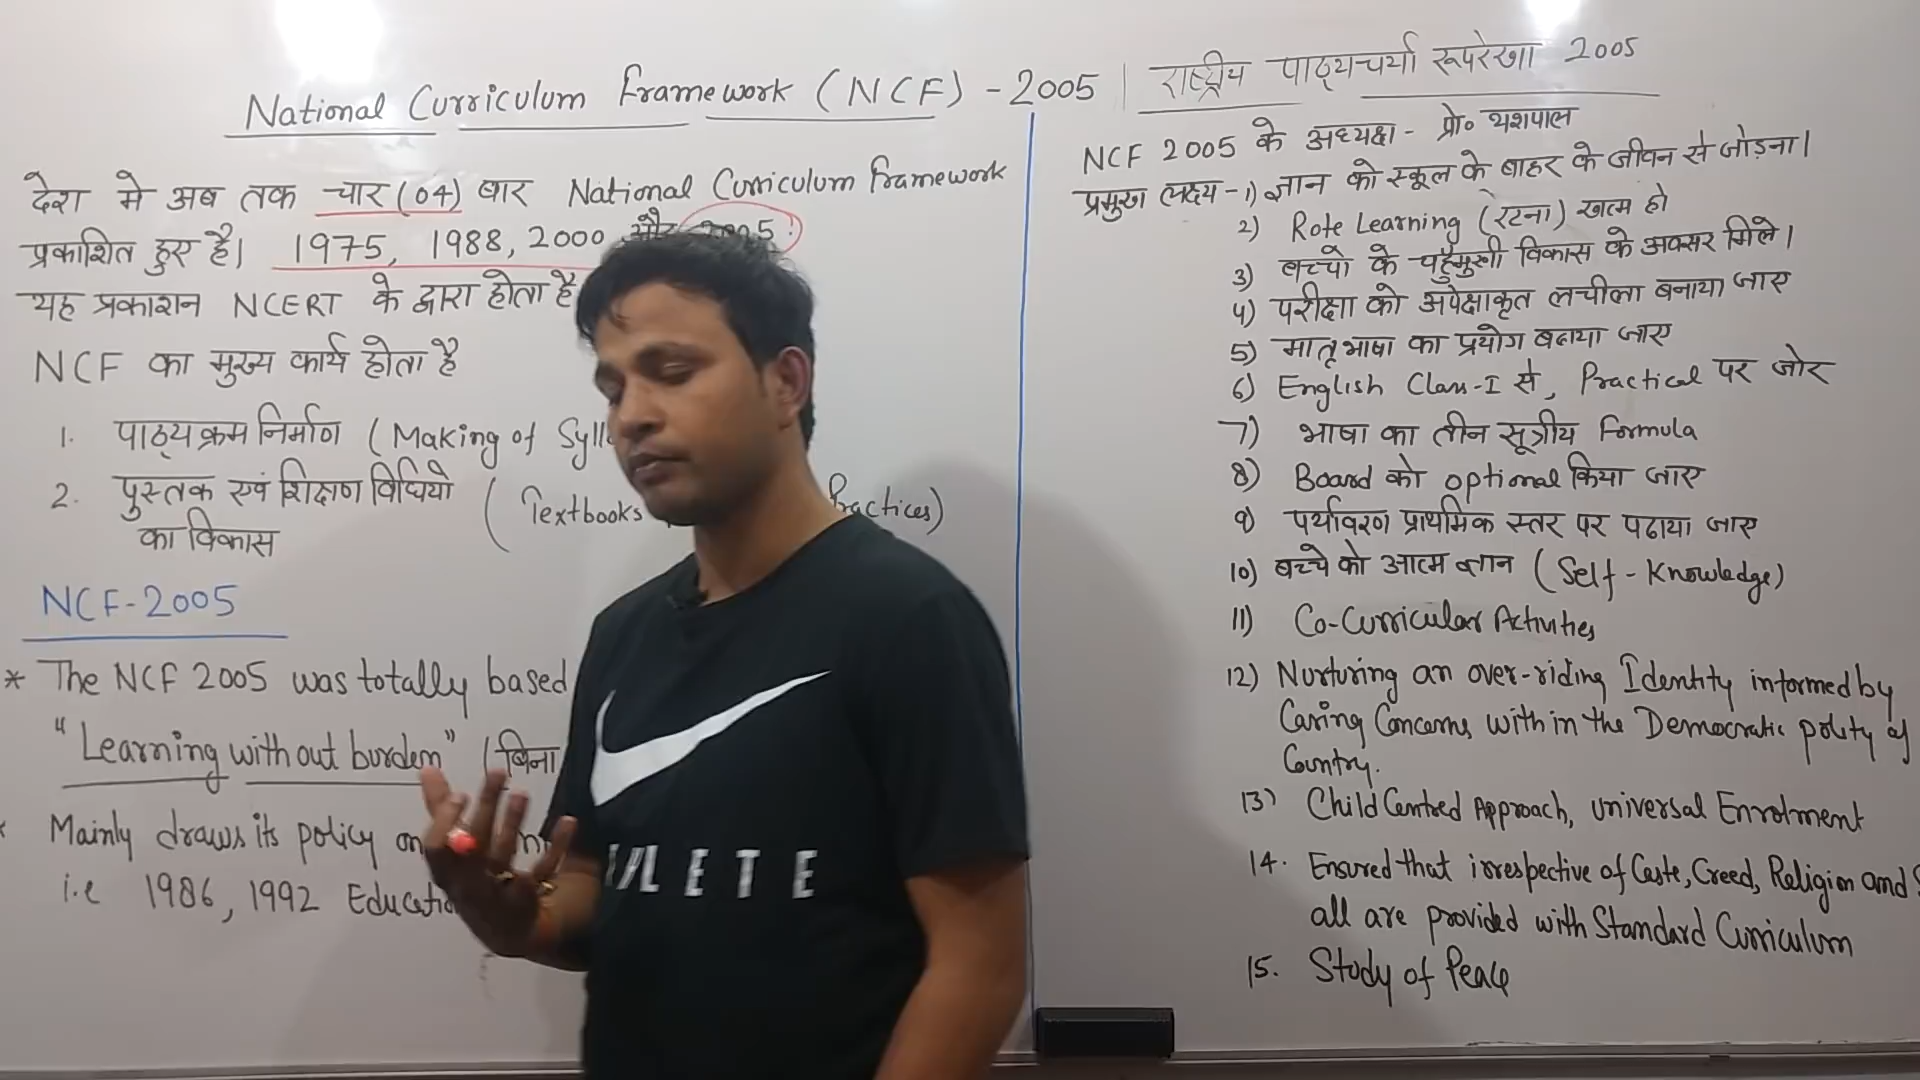 National Curriculum Framework (NCF) - 2005 | राष्ट्रीय पाठ्यचर्या रूपरेखा 2005
देश मे अब तक चार (04) बार National Curriculum Framework
प्रकाशित हुए है। 1975, 1988, 2000 और 2005!
यह प्रकाशन NCERT के द्वारा होता है
NCF का मुख्य कार्य होता है
1. पाठ्यक्रम निर्माण (Making of
2. पुस्तक एवं शिक्षण विधियो (Textbooks Practices)
का विकास
NCF-2005
* The NCF 2005 was totally based
"Learning without burden" (बिना
Mainly draws its policy on
i.e 1986, 1992
NCF 2005 के अध्यक्ष - प्रो० यशपाल
प्रमुख लक्ष्य - 1) ज्ञान को स्कूल के बाहर के जीवन से जोड़ना।
2) Rote Learning (रटना) खत्म हो
3) बच्चो के चहुँमुखी विकास के अवसर मिले।
4) परीक्षा को अपेक्षाकृत लचीला बनाया जाए
5) मातृभाषा का प्रयोग बढाया जाए
6) English Class-I से, Practical पर जोर
7) भाषा का तीन सूत्रीय Formula
8) Board को optional किया जाए
9) पर्यावरण प्राथमिक स्तर पर पढाया जाए
10) बच्चे को आत्म ज्ञान (Self-Knowledge)
11) Co-Curricular Activities
12) Nurturing an over-riding Identity informed by
Caring Concerns within the Democratic polity of
Country.
13) Child Centred Approach, universal Enrolment
14. Ensured that irrespective of Caste, Creed, Religion and
all are provided with Standard Curriculum
15. Study of Peace
LETE